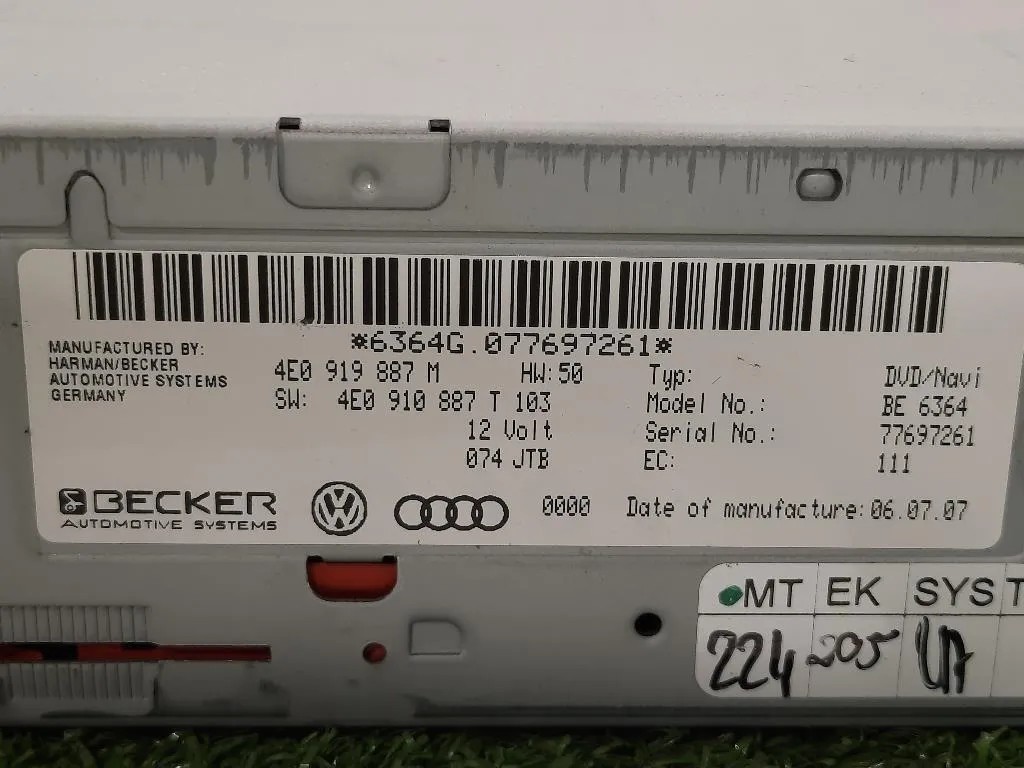 *6364G.077697261*
MANUFACTURED BY:
HARMAN/BECKER
AUTOMOTIVE SYSTEMS
GERMANY
4E0 919 887 M HW:50
SW: 4E0 910 887 T 103
12 Volt
074 JTB
Typ: DVD/Navi
Model No.: BE 6364
Serial No.: 77697261
EC: 111
BECKER
AUTOMOTIVE SYSTEMS
0000 Date of manufacture: 06.07.07
MT EK SYS T
224 205